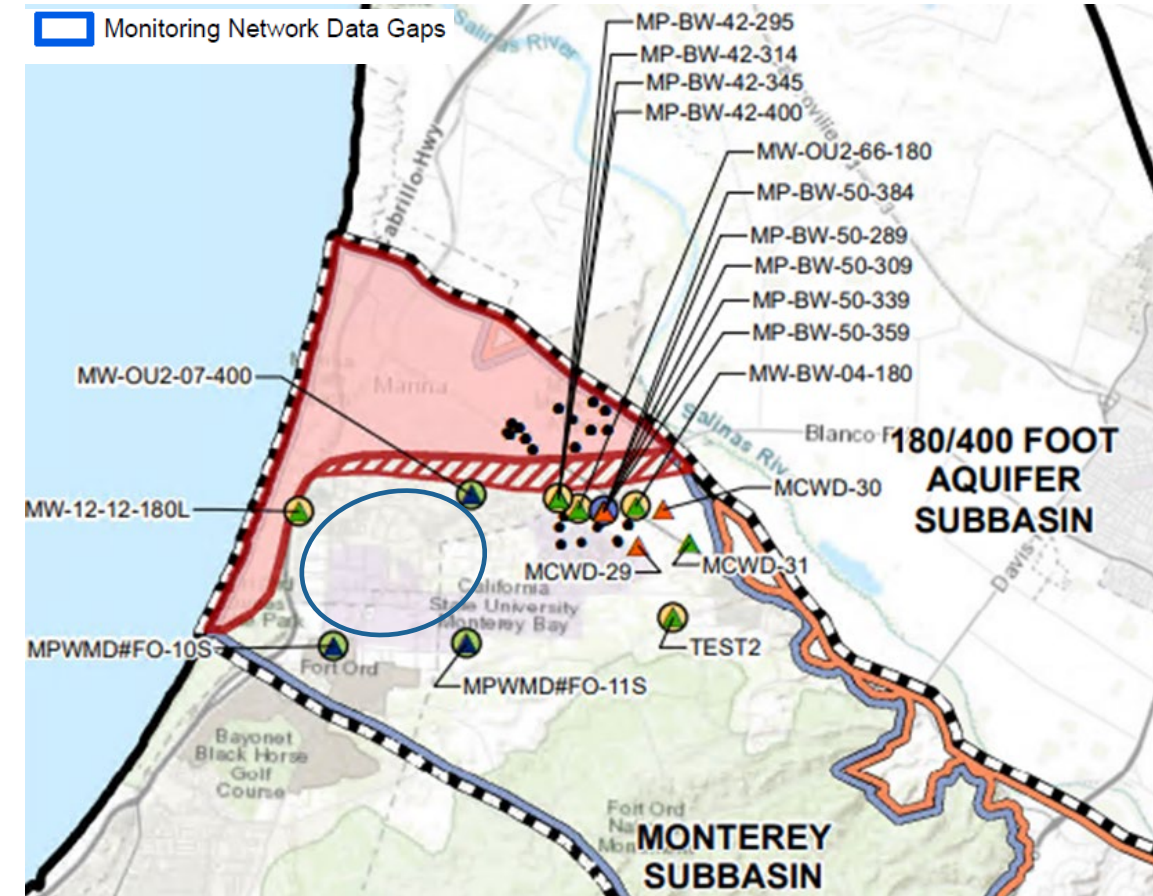 Monitoring Network Data Gaps
Salinas River
MP-BW-42-295
MP-BW-42-314
MP-BW-42-345
MP-BW-42-400
MW-OU2-66-180
MP-BW-50-384
MP-BW-50-289
MP-BW-50-309
MP-BW-50-339
MP-BW-50-359
MW-BW-04-180
MW-OU2-07-400
Marina
Salinas
Blanco
180/400 FOOT
AQUIFER
SUBBASIN
MCWD-30
MW-12-12-180L
MCWD-29
MCWD-31
Davis
California
State University
Monterey Bay
TEST2
MPWMD#FO-10S
Fort Ord
MPWMD#FO-11S
Bayonet
Black Horse
Golf
Course
Fort Ord
MONTEREY
SUBBASIN